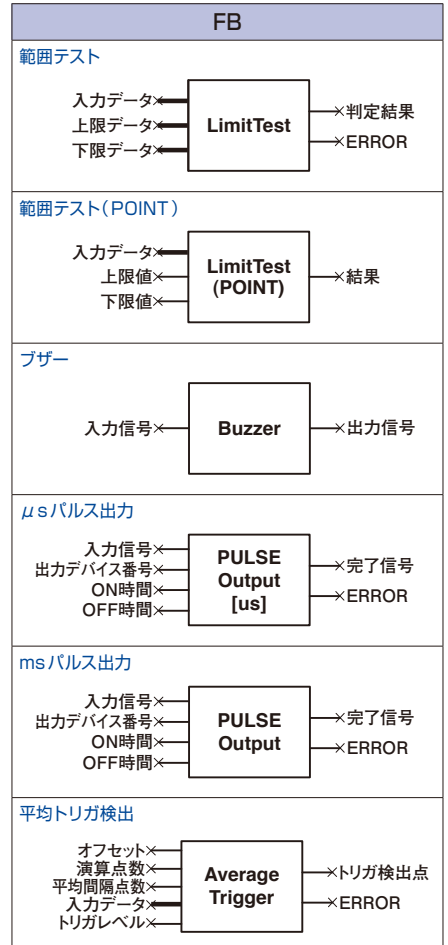 FB
範囲テスト
入力データ
上限データ
下限データ
LimitTest
判定結果
ERROR
範囲テスト(POINT)
入力データ
上限値
下限値
LimitTest
(POINT)
結果
ブザー
入力信号
Buzzer
出力信号
μsパルス出力
入力信号
出力デバイス番号
ON時間
OFF時間
PULSE
Output
[us]
完了信号
ERROR
msパルス出力
入力信号
出力デバイス番号
ON時間
OFF時間
PULSE
Output
完了信号
ERROR
平均トリガ検出
オフセット
演算点数
平均間隔点数
入力データ
トリガレベル
Average
Trigger
トリガ検出点
ERROR